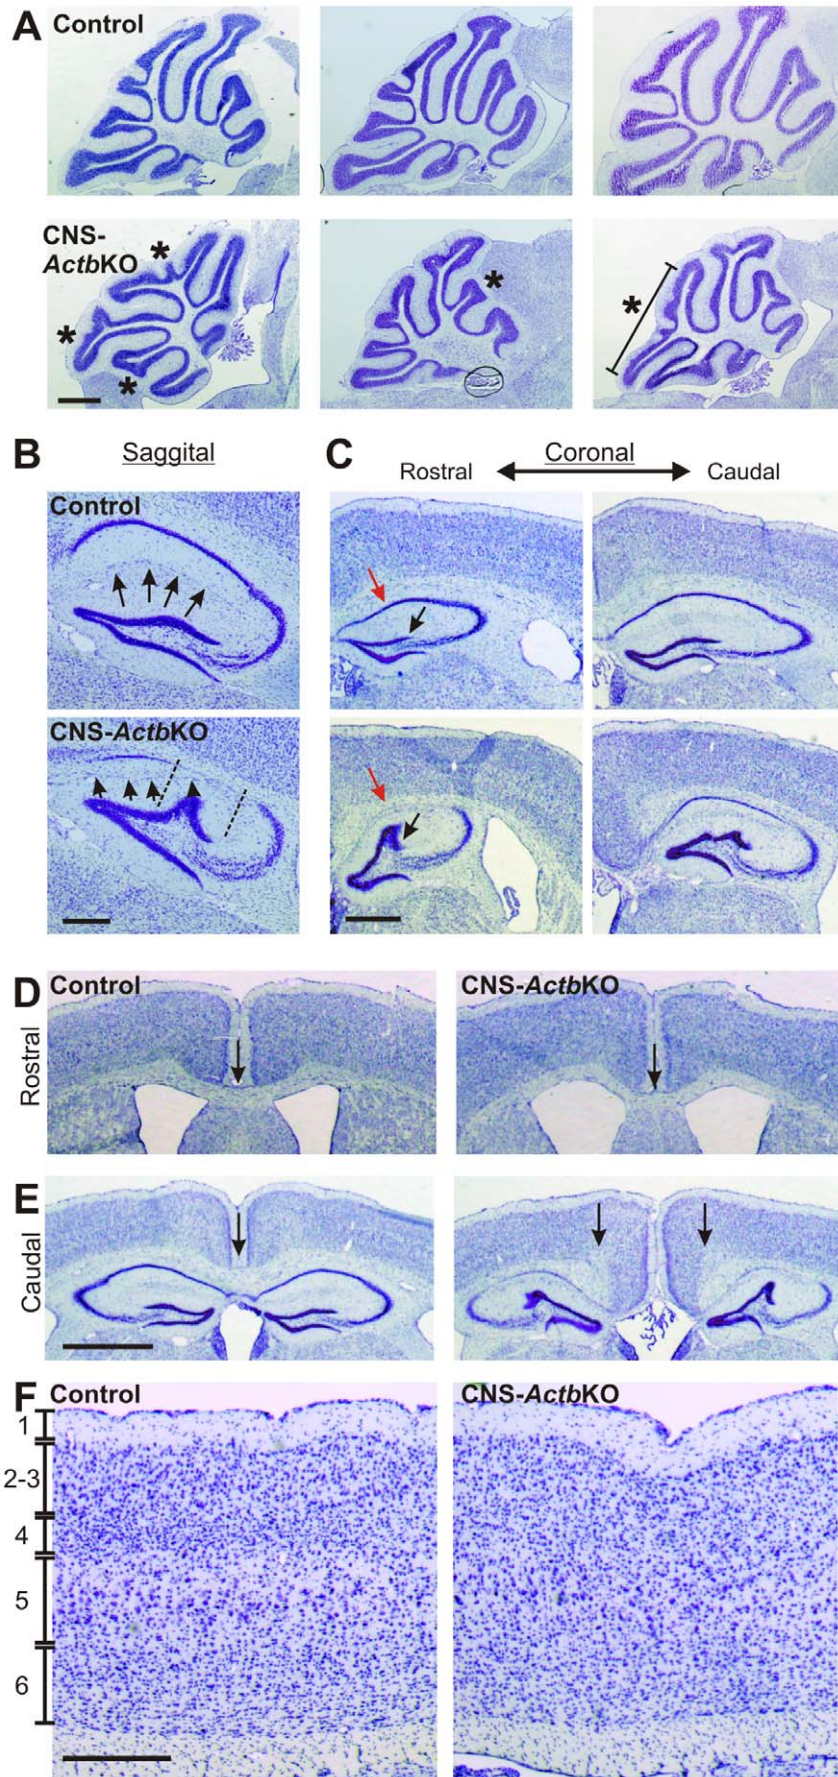 A Control
CNS-
ActbKO
*
*
*
*
*
B Saggital
C Coronal
Rostral Caudal
Control
CNS-ActbKO
D Control CNS-ActbKO
Rostral
E
Caudal
F Control CNS-ActbKO
1
2-3
4
5
6